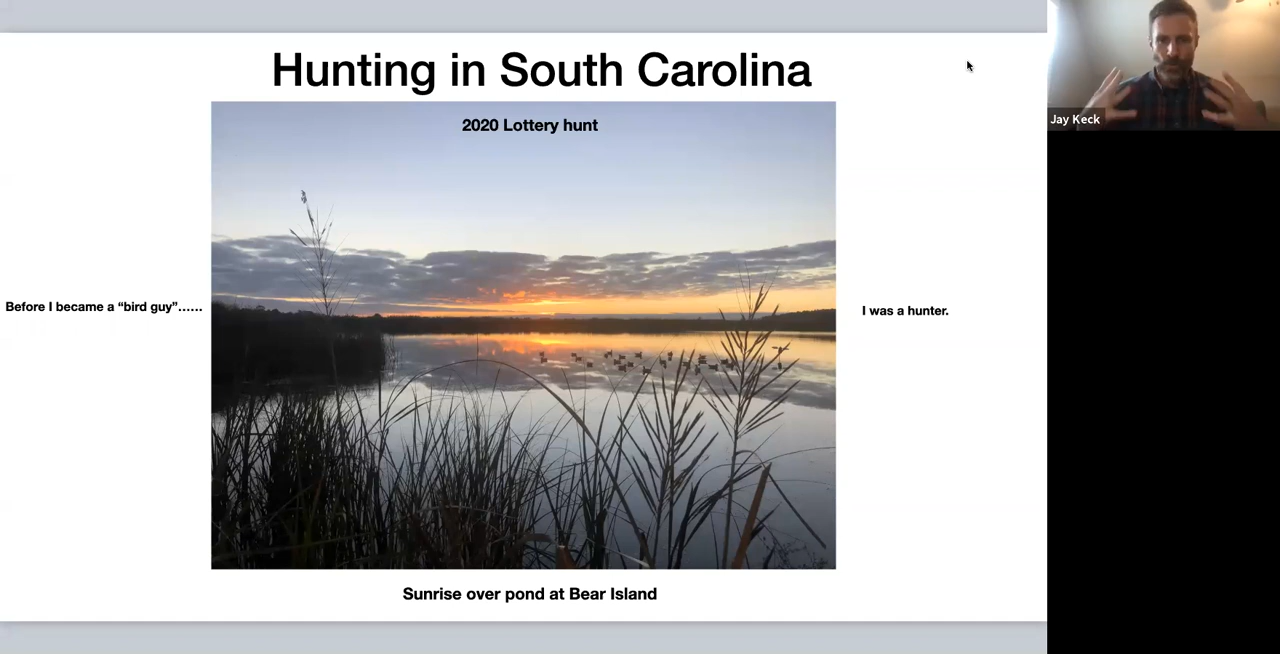 Hunting in South Carolina
2020 Lottery hunt
Jay Keck
Before I became a “bird guy”......
I was a hunter.
Sunrise over pond at Bear Island